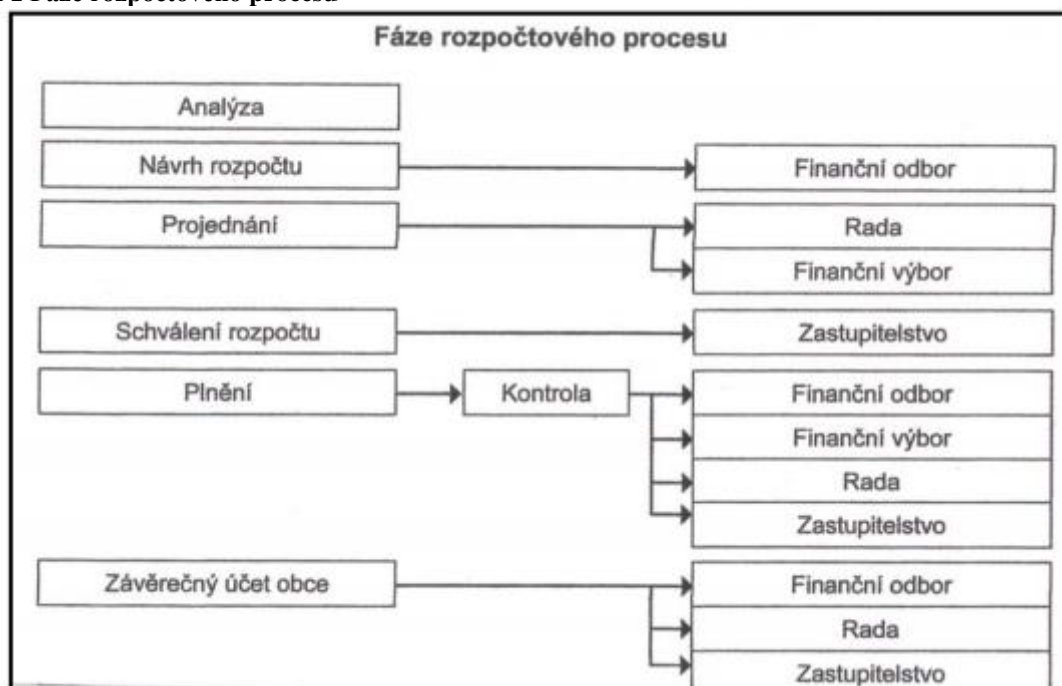 Fáze rozpočtového procesu
Analýza
Návrh rozpočtu
Finanční odbor
Projednání
Rada
Finanční výbor
Schválení rozpočtu
Zastupitelstvo
Plnění
Kontrola
Finanční odbor
Finanční výbor
Rada
Zastupitelstvo
Závěrečný účet obce
Finanční odbor
Rada
Zastupitelstvo